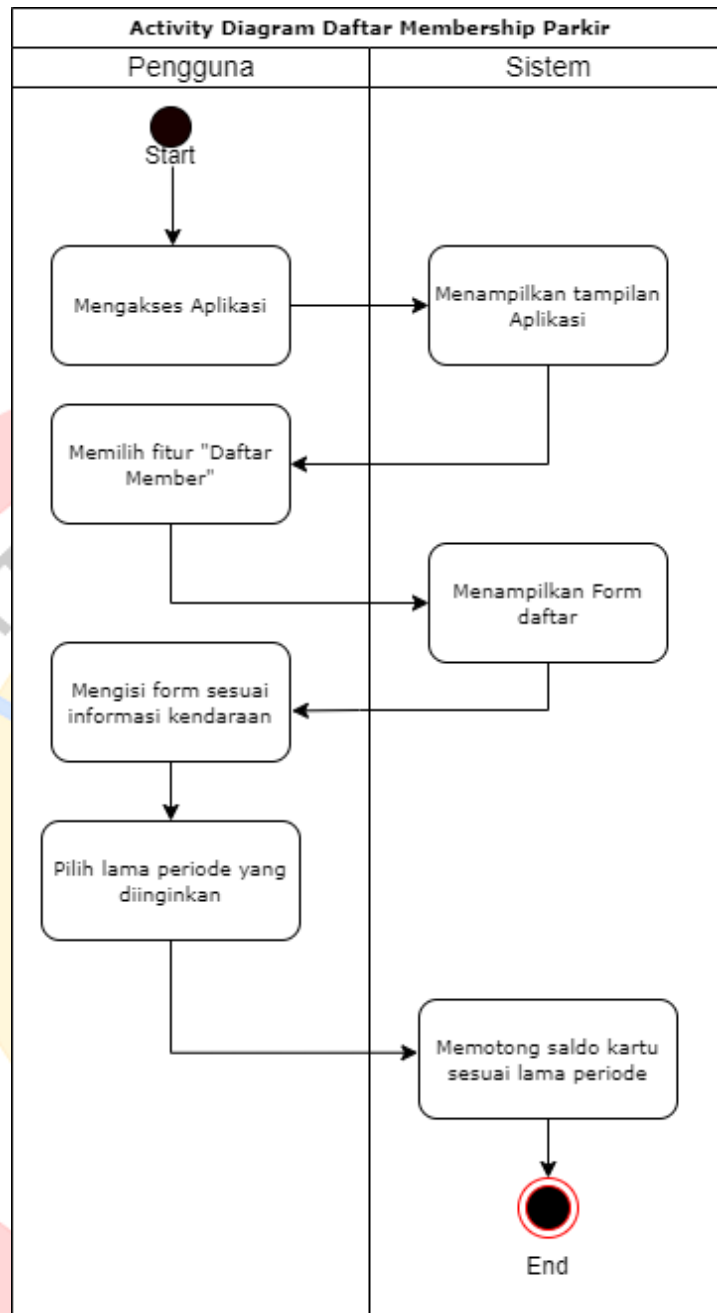 Activity Diagram Daftar Membership Parkir
Pengguna
Sistem
Start
Mengakses Aplikasi
Menampilkan tampilan
Aplikasi
Memilih fitur "Daftar
Member"
Menampilkan Form
daftar
Mengisi form sesuai
informasi kendaraan
Pilih lama periode yang
diinginkan
Memotong saldo kartu
sesuai lama periode
End